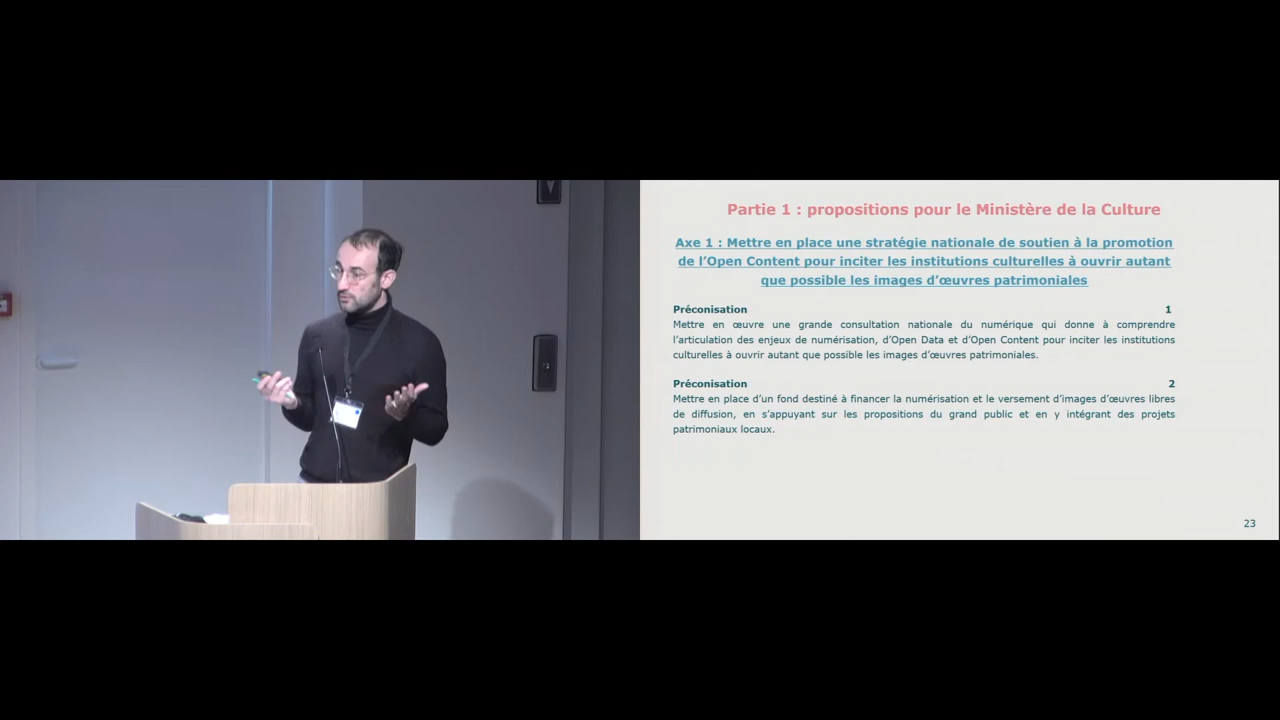 Partie 1 : propositions pour le Ministère de la Culture
Axe 1 : Mettre en place une stratégie nationale de soutien à la promotion
de l’Open Content pour inciter les institutions culturelles à ouvrir autant
que possible les images d’œuvres patrimoniales
Préconisation 1
Mettre en œuvre une grande consultation nationale du numérique qui donne à comprendre
l’articulation des enjeux de numérisation, d’Open Data et d’Open Content pour inciter les institutions
culturelles à ouvrir autant que possible les images d’œuvres patrimoniales.
Préconisation 2
Mettre en place d’un fond destiné à financer la numérisation et le versement d’images d’œuvres libres
de diffusion, en s’appuyant sur les propositions du grand public et en y intégrant des projets
patrimoniaux locaux.
23